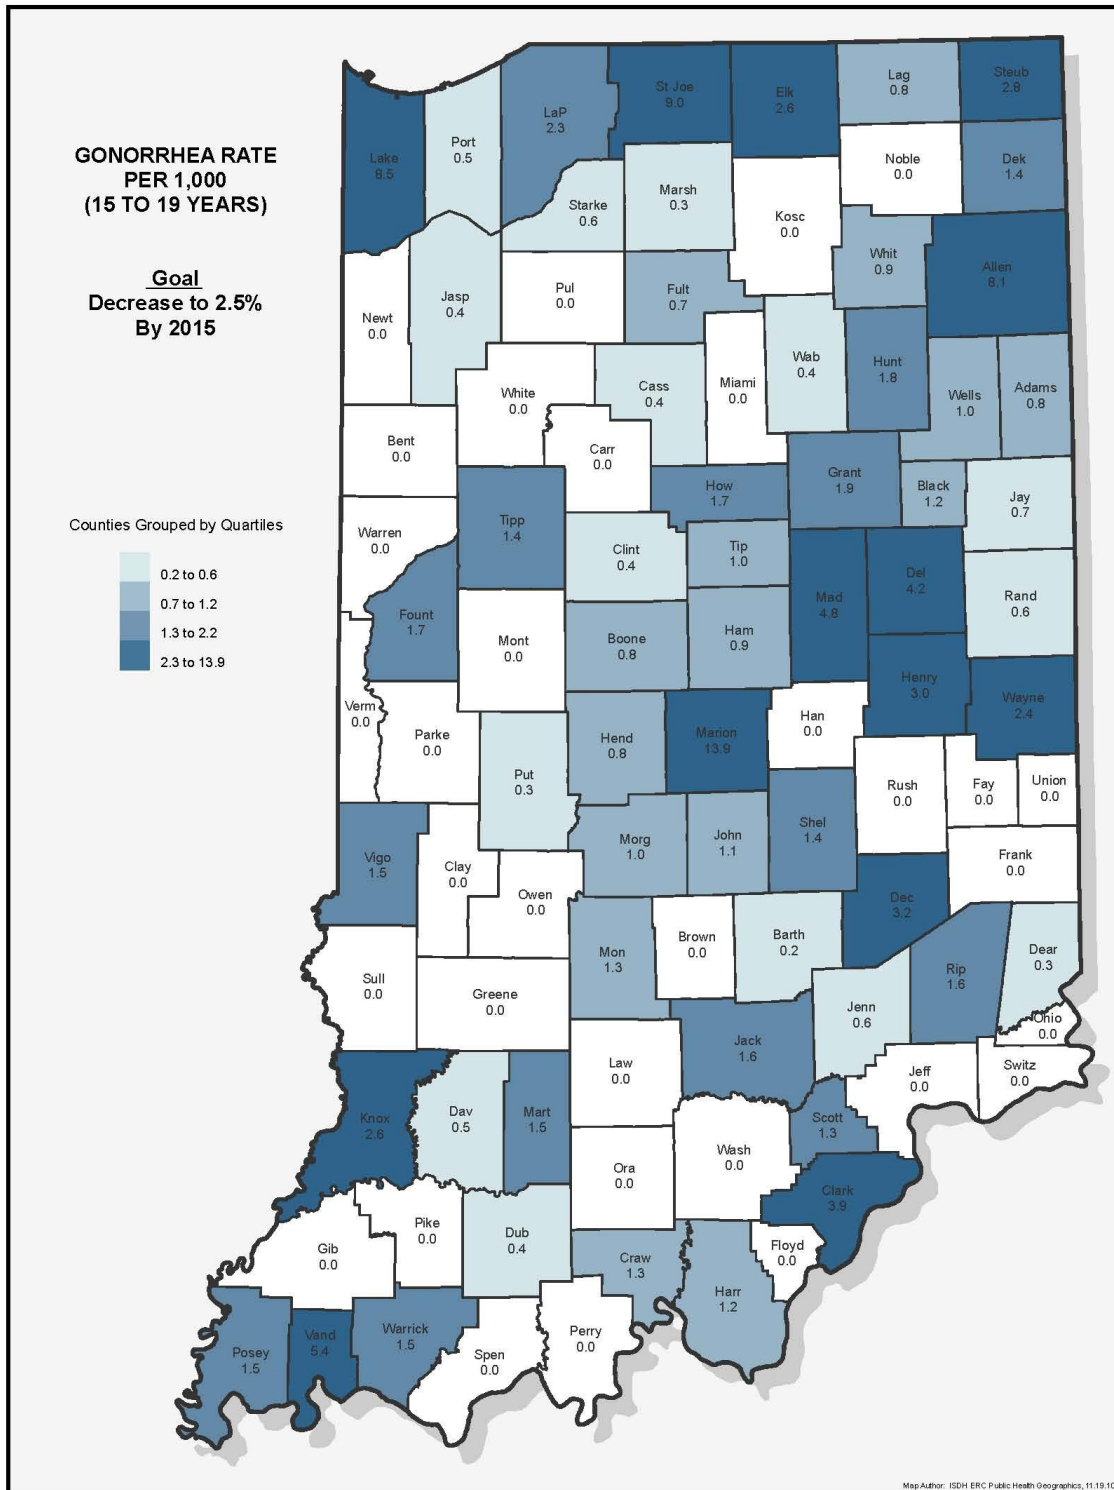 GONORRHEA RATE
PER 1,000
(15 TO 19 YEARS)
Goal
Decrease to 2.5%
By 2015
Counties Grouped by Quartiles
0.2 to 0.6
0.7 to 1.2
1.3 to 2.2
2.3 to 13.9
Lake
Port
0.5
LaP
2.3
St Joe
9.0
Elk
2.6
Lag
0.8
Steub
2.8
Noble
0.0
Dek
1.4
Starke
0.6
Marsh
0.3
Kosc
0.0
Whit
0.9
Allen
8.1
Newt
0.0
Jasp
0.4
Pul
0.0
Fult
0.7
White
0.0
Cass
0.4
Miami
0.0
Wab
0.4
Hunt
1.8
Wells
1.0
Adams
0.8
Bent
0.0
Carr
0.0
How
1.7
Grant
1.9
Black
1.2
Jay
0.7
Warren
0.0
Tipp
1.4
Clint
0.4
Tip
1.0
Mad
4.8
Del
4.2
Rand
0.6
Fount
1.7
Mont
0.0
Boone
0.8
Ham
0.9
Henry
3.0
Wayne
2.4
Verm
0.0
Parke
0.0
Put
0.3
Hend
0.8
Marion
13.9
Han
0.0
Rush
0.0
Fay
0.0
Union
0.0
Vigo
1.5
Clay
0.0
Owen
0.0
Morg
1.0
John
1.1
Shel
1.4
Frank
0.0
Dec
3.2
Sull
0.0
Greene
0.0
Mon
1.3
Brown
0.0
Barth
0.2
Jenn
0.6
Rip
1.6
Dear
0.3
Ohio
0.0
Law
0.0
Jack
1.6
Jeff
0.0
Switz
0.0
Knox
2.6
Dav
0.5
Mart
1.5
Scott
1.3
Ora
0.0
Wash
0.0
Clark
3.9
Gib
0.0
Pike
0.0
Dub
0.4
Craw
1.3
Harr
1.2
Floyd
0.0
Posey
1.5
Vand
5.4
Warrick
1.5
Spen
0.0
Perry
0.0
Map Author: ISDH ERC Public Health Geographics, 11.19.10